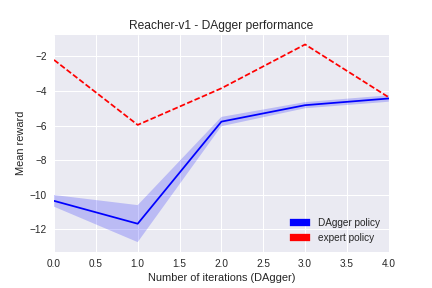 Reacher-v1 - DAgger performance
Mean reward
−2
−4
−6
−8
−10
−12
DAgger policy
expert policy
0.0 0.5 1.0 1.5 2.0 2.5 3.0 3.5 4.0
Number of iterations (DAgger)